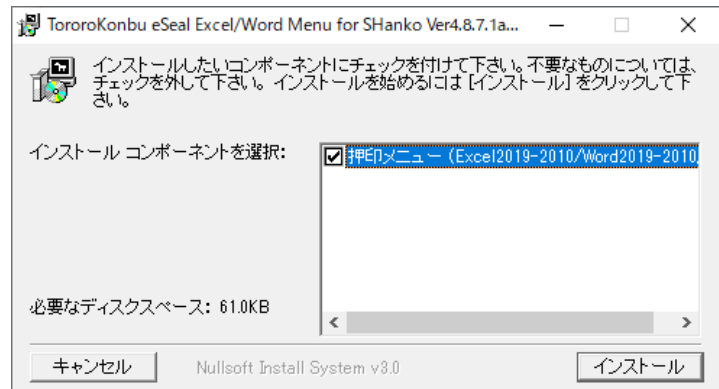 TororoKonbu eSeal Excel/Word Menu for SHanko Ver4.8.7.1a...
インストールしたいコンポーネントにチェックを付けて下さい。不要なものについては、
チェックを外して下さい。インストールを始めるには [インストール] をクリックして下
さい。
インストール コンポーネントを選択:
押印メニュー (Excel2019-2010/Word2019-2010,
必要なディスクスペース: 61.0KB
キャンセル
Nullsoft Install System v3.0
インストール